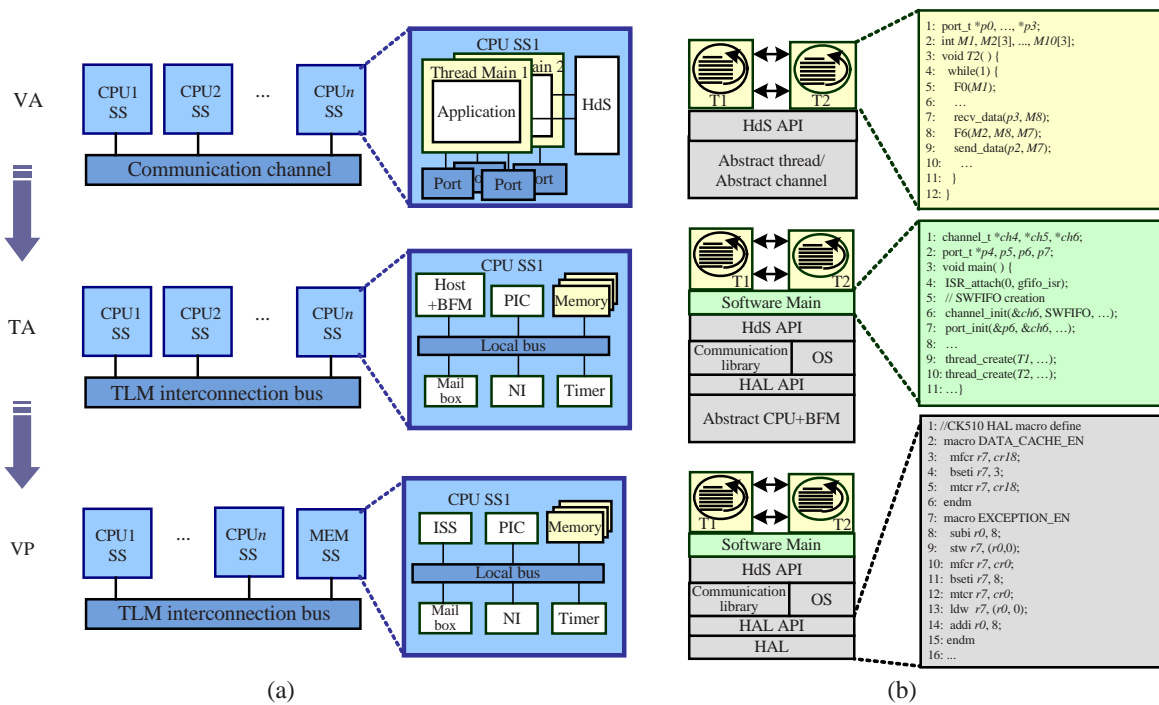 VA
CPU1
SS
CPU2
SS
...
CPUn
SS
Communication channel
CPU SS1
Thread Main 1
ain 2
Application
HdS
Port
Port
ort
T1
T2
HdS API
Abstract thread/
Abstract channel
1: port_t *p0, …, *p3;
2: int M1, M2[3], ..., M10[3];
3: void T2( ) {
4: while(1) {
5: F0(M1);
6: …
7: recv_data(p3, M8);
8: F6(M2, M8, M7);
9: send_data(p2, M7);
10: …
11: }
12: }
TA
CPU1
SS
CPU2
SS
...
CPUn
SS
TLM interconnection bus
CPU SS1
Host
+BFM
PIC
Memory
Local bus
Mail
box
NI
Timer
T1
T2
Software Main
HdS API
Communication
library
OS
HAL API
Abstract CPU+BFM
1: channel_t *ch4, *ch5, *ch6;
2: port_t *p4, p5, p6, p7;
3: void main( ) {
4: ISR_attach(0, gfifo_isr);
5: // SWFIFO creation
6: channel_init(&ch6, SWFIFO, …);
7: port_init(&p6, &ch6, …);
8: …
9: thread_create(T1, …);
10: thread_create(T2, …);
11: …}
VP
CPU1
SS
...
CPUn
SS
MEM
SS
TLM interconnection bus
CPU SS1
ISS
PIC
Memory
Local bus
Mail
box
NI
Timer
T1
T2
Software Main
HdS API
Communication
library
OS
HAL API
HAL
1: //CK510 HAL macro define
2: macro DATA_CACHE_EN
3: mfcr r7, cr18;
4: bseti r7, 3;
5: mtcr r7, cr18;
6: endm
7: macro EXCEPTION_EN
8: subi r0, 8;
9: stw r7, (r0,0);
10: mfcr r7, cr0;
11: bseti r7, 8;
12: mtcr r7, cr0;
13: ldw r7, (r0, 0);
14: addi r0, 8;
15: endm
16: ...
(a)
(b)